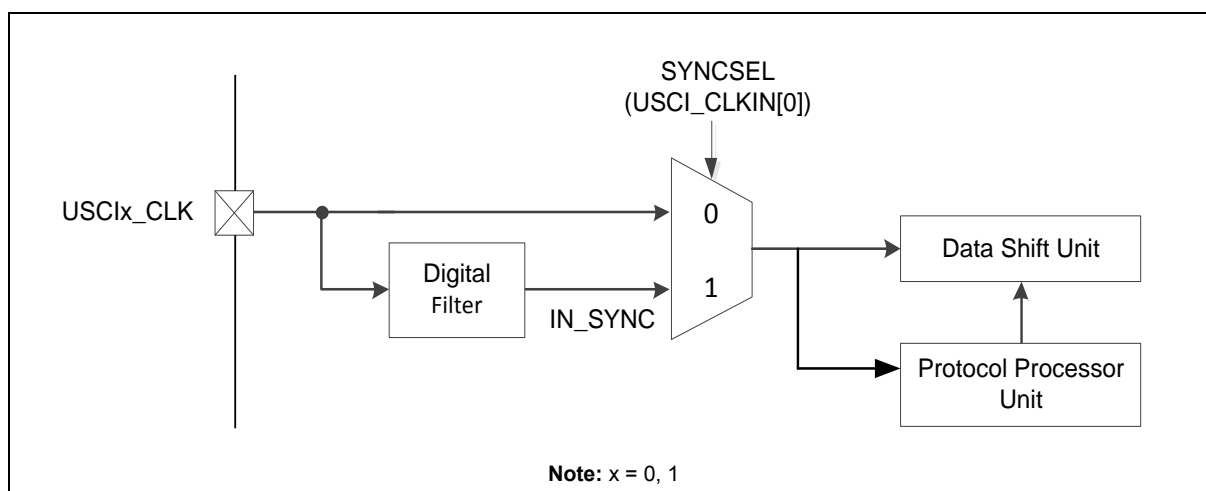 SYNCSEL
(USCI_CLKIN[0])
USCIx_CLK
0
Digital
Filter
1
IN_SYNC
Data Shift Unit
Protocol Processor
Unit
Note: x = 0, 1